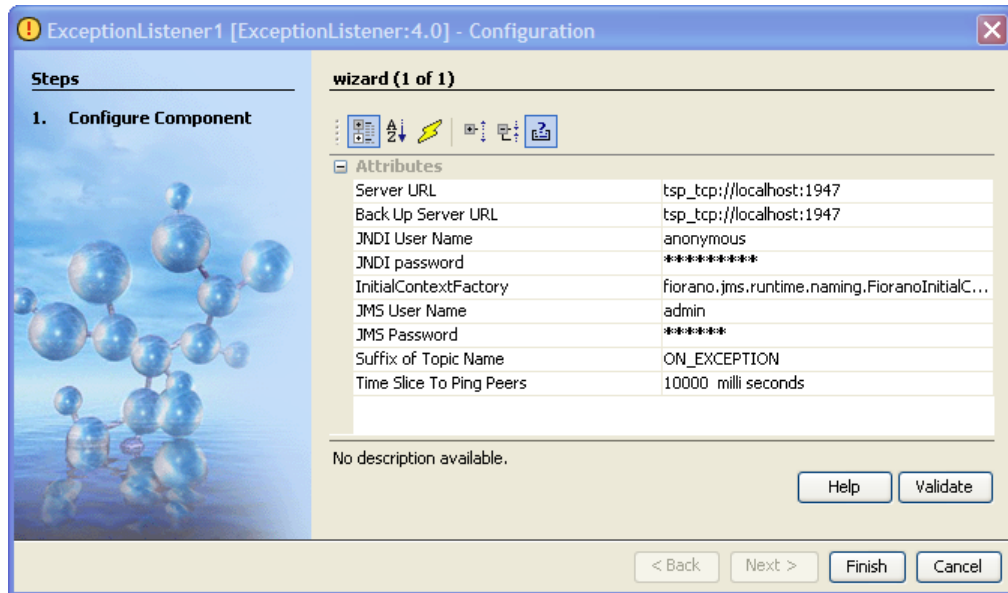 ExceptionListener1 [ExceptionListener:4.0] - Configuration
Steps
1. Configure Component
wizard (1 of 1)
Attributes
Server URL tsp_tcp://localhost:1947
Back Up Server URL tsp_tcp://localhost:1947
JNDI User Name anonymous
JNDI password *********
InitialContextFactory fiorano.jms.runtime.naming.FioranoInitialC...
JMS User Name admin
JMS Password ******
Suffix of Topic Name ON_EXCEPTION
Time Slice To Ping Peers 10000 milli seconds
No description available.
Help Validate
< Back Next > Finish Cancel